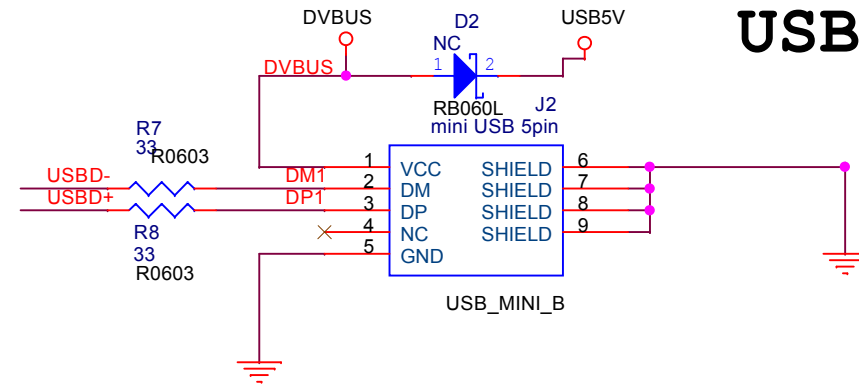 USB
DVBUS
D2
USB5V
NC
DVBUS
1
2
RB060L
J2
mini USB 5pin
R7
33
R0603
USBD-
DM1
USBD+
DP1
R8
33
R0603
1 VCC SHIELD 6
2 DM SHIELD 7
3 DP SHIELD 8
4 NC SHIELD 9
5 GND
USB_MINI_B